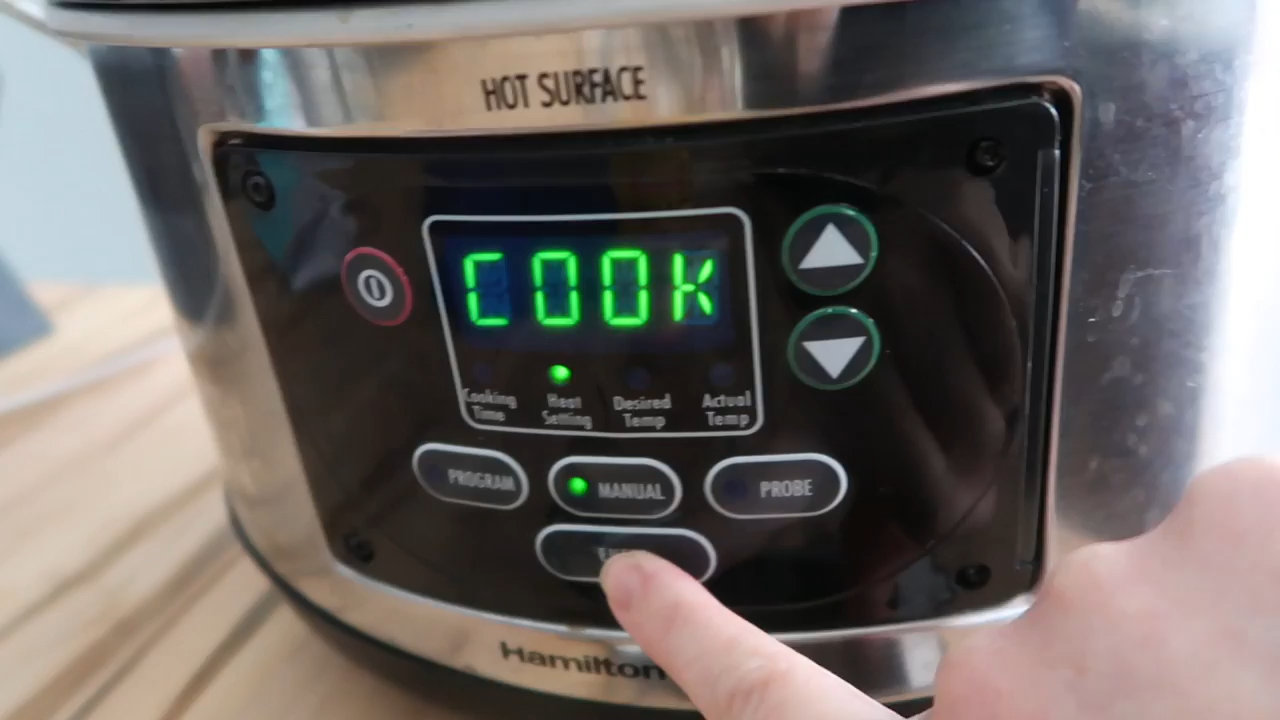 HOT SURFACE
COOK
Cooking Time
Heat Setting
Desired Temp
Actual Temp
PROGRAM
MANUAL
PROBE
Hamilton